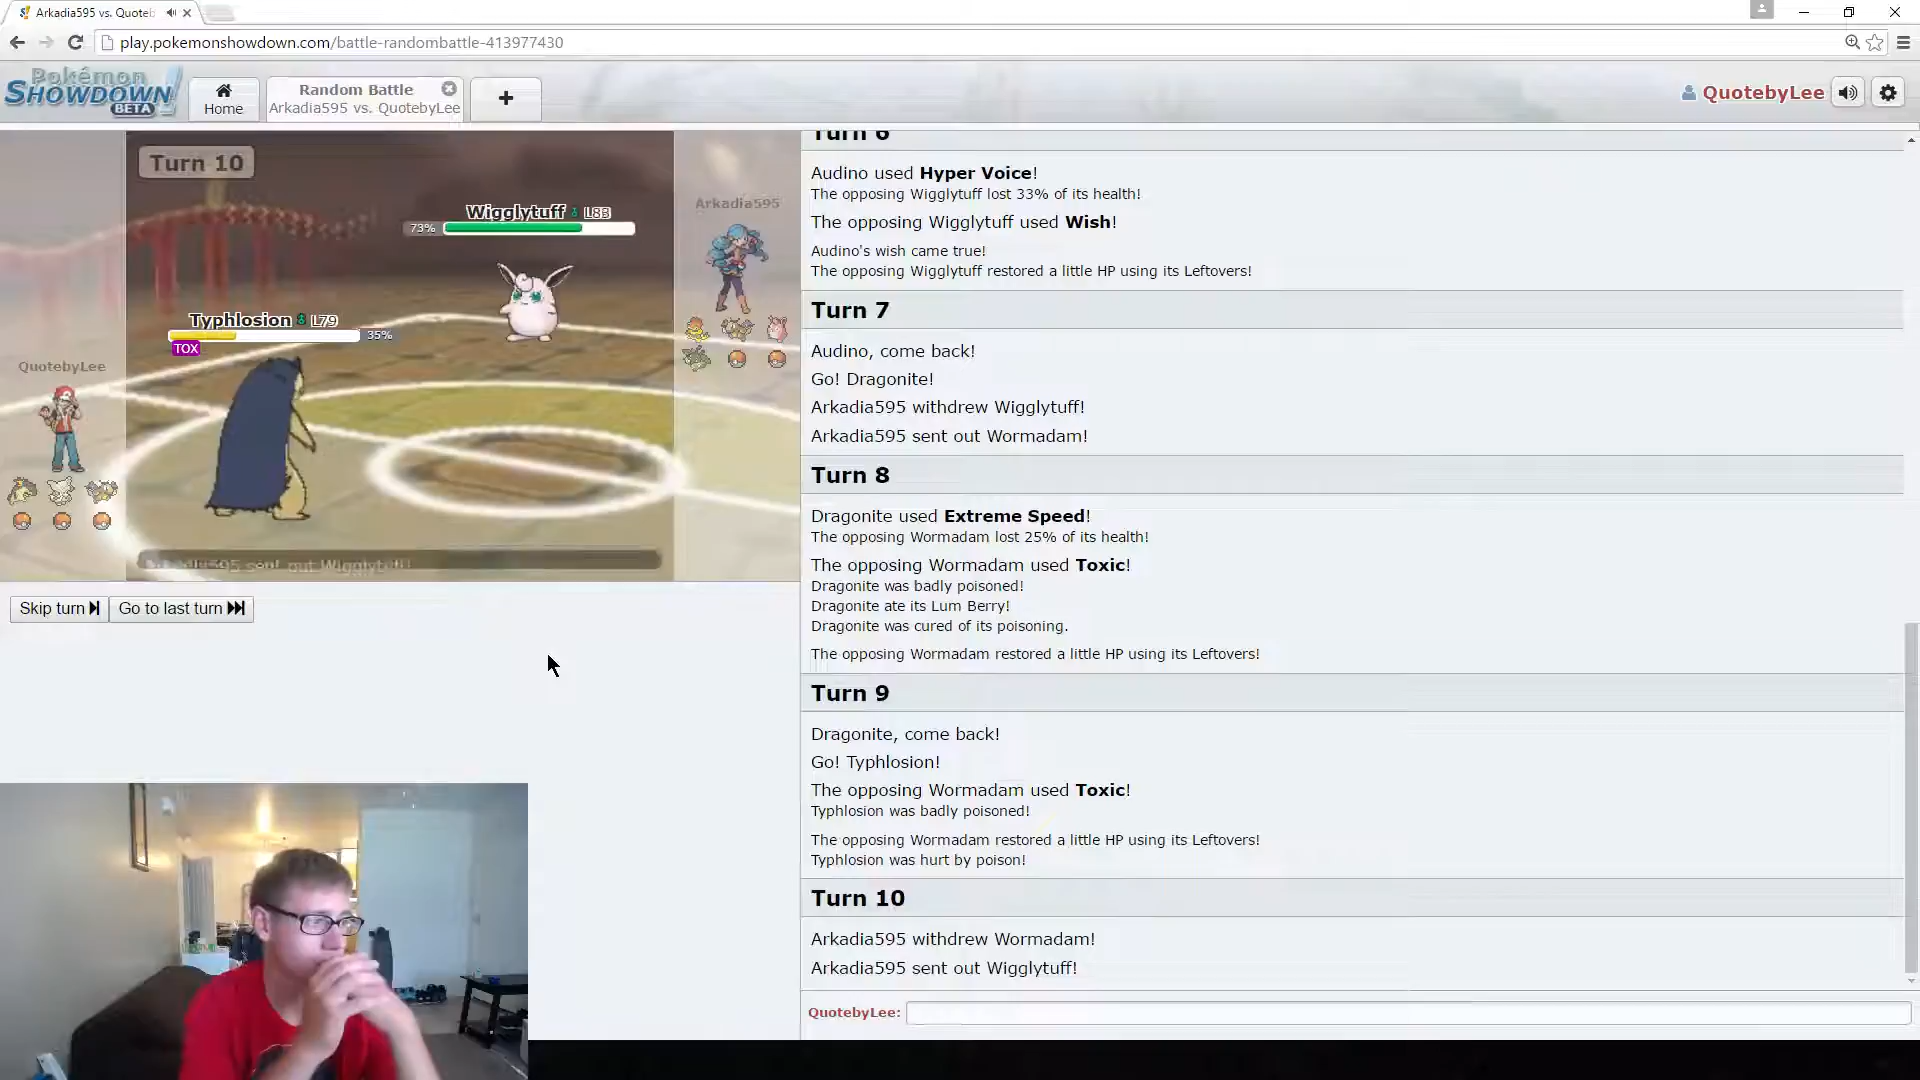 Arkadia595 vs. Quoteb
play.pokemonshowdown.com/battle-randombattle-413977430
Pokémon
SHOWDOWN!
BETA
Home
Random Battle
Arkadia595 vs. QuotebyLee
+
QuotebyLee
Turn 10
Wigglytuff L83
73%
Typhlosion L79
35%
TOX
QuotebyLee
Arkadia595
Arkadia595 sent out Wigglytuff!
Skip turn
Go to last turn
Turn 6
Audino used Hyper Voice!
The opposing Wigglytuff lost 33% of its health!
The opposing Wigglytuff used Wish!
Audino's wish came true!
The opposing Wigglytuff restored a little HP using its Leftovers!
Turn 7
Audino, come back!
Go! Dragonite!
Arkadia595 withdrew Wigglytuff!
Arkadia595 sent out Wormadam!
Turn 8
Dragonite used Extreme Speed!
The opposing Wormadam lost 25% of its health!
The opposing Wormadam used Toxic!
Dragonite was badly poisoned!
Dragonite ate its Lum Berry!
Dragonite was cured of its poisoning.
The opposing Wormadam restored a little HP using its Leftovers!
Turn 9
Dragonite, come back!
Go! Typhlosion!
The opposing Wormadam used Toxic!
Typhlosion was badly poisoned!
The opposing Wormadam restored a little HP using its Leftovers!
Typhlosion was hurt by poison!
Turn 10
Arkadia595 withdrew Wormadam!
Arkadia595 sent out Wigglytuff!
QuotebyLee: